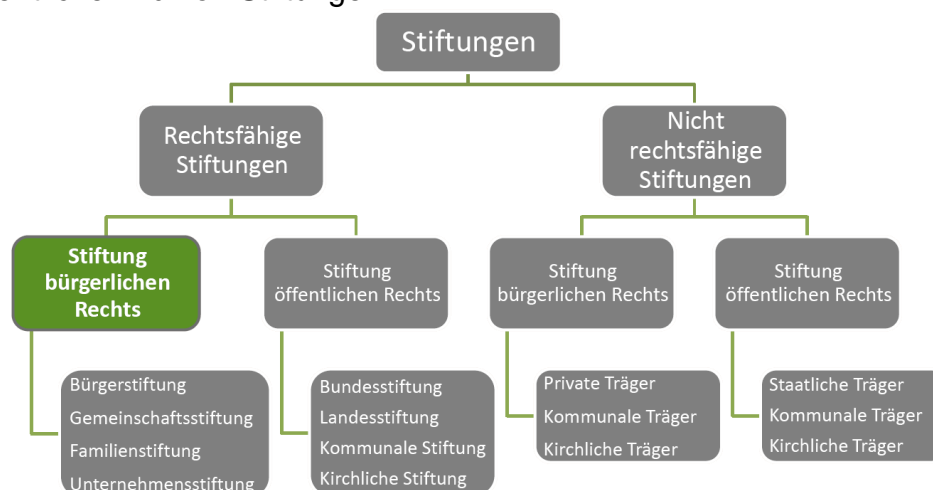 Stiftungen
Rechtsfähige
Stiftungen
Nicht
rechtsfähige
Stiftungen
Stiftung
bürgerlichen
Rechts
Stiftung
öffentlichen Rechts
Stiftung
bürgerlichen Rechts
Stiftung
öffentlichen Rechts
Bürgerstiftung
Gemeinschaftsstiftung
Familienstiftung
Unternehmensstiftung
Bundesstiftung
Landesstiftung
Kommunale Stiftung
Kirchliche Stiftung
Private Träger
Kommunale Träger
Kirchliche Träger
Staatliche Träger
Kommunale Träger
Kirchliche Träger